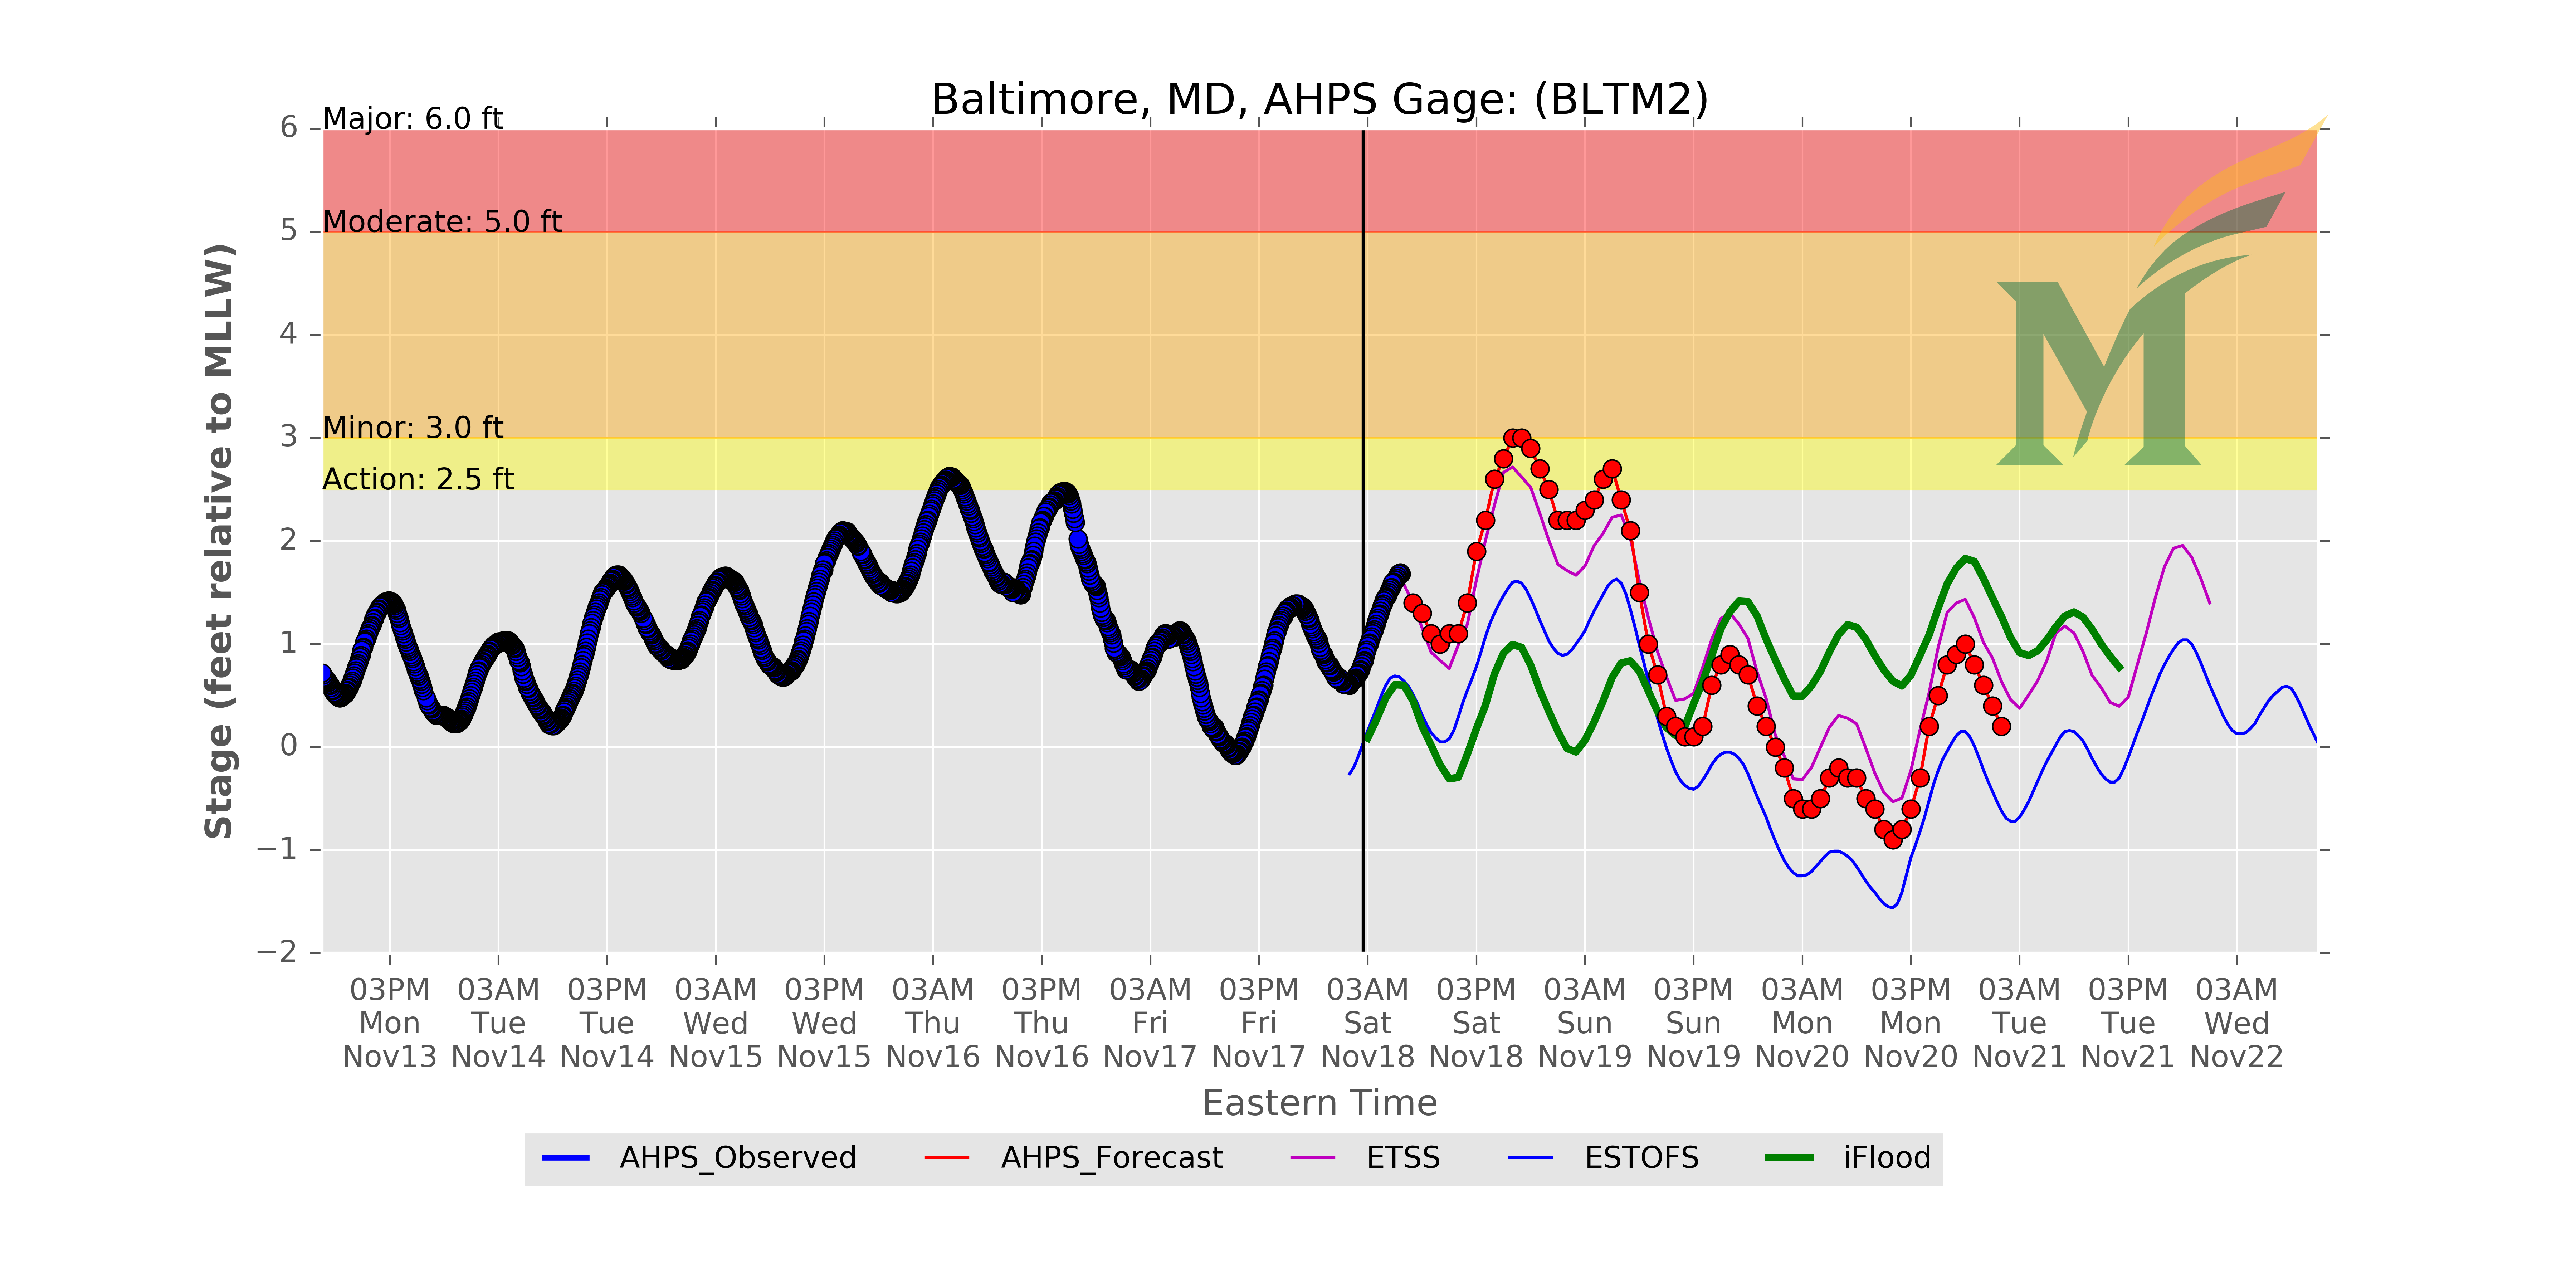 Baltimore, MD, AHPS Gage: (BLTM2)
Major: 6.0 ft
Moderate: 5.0 ft
Minor: 3.0 ft
Action: 2.5 ft
6
5
4
3
2
1
0
−1
−2
Stage (feet relative to MLLW)
M
03PM 03AM 03PM 03AM 03PM 03AM 03PM 03AM 03PM 03AM 03PM 03AM 03PM 03AM 03PM 03AM 03PM 03AM
Mon Tue Tue Wed Wed Thu Thu Fri Fri Sat Sat Sun Sun Mon Mon Tue Tue Wed
Nov13 Nov14 Nov14 Nov15 Nov15 Nov16 Nov16 Nov17 Nov17 Nov18 Nov18 Nov19 Nov19 Nov20 Nov20 Nov21 Nov21 Nov22
Eastern Time
AHPS_Observed AHPS_Forecast ETSS ESTOFS iFlood